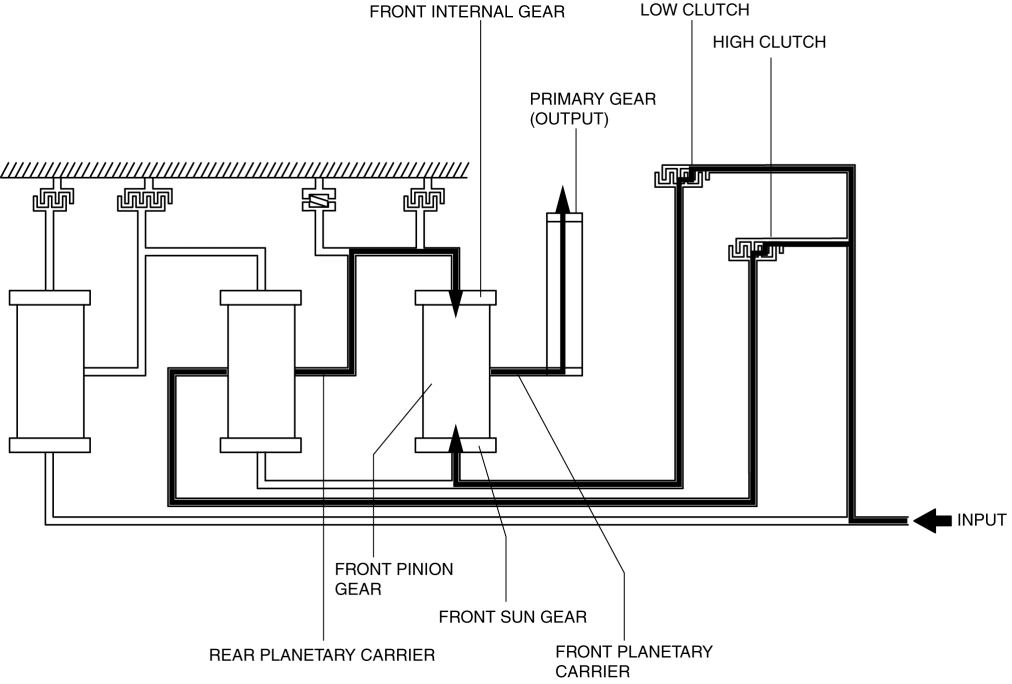 FRONT INTERNAL GEAR
LOW CLUTCH
HIGH CLUTCH
PRIMARY GEAR
(OUTPUT)
INPUT
FRONT PINION
GEAR
FRONT SUN GEAR
REAR PLANETARY CARRIER
FRONT PLANETARY
CARRIER